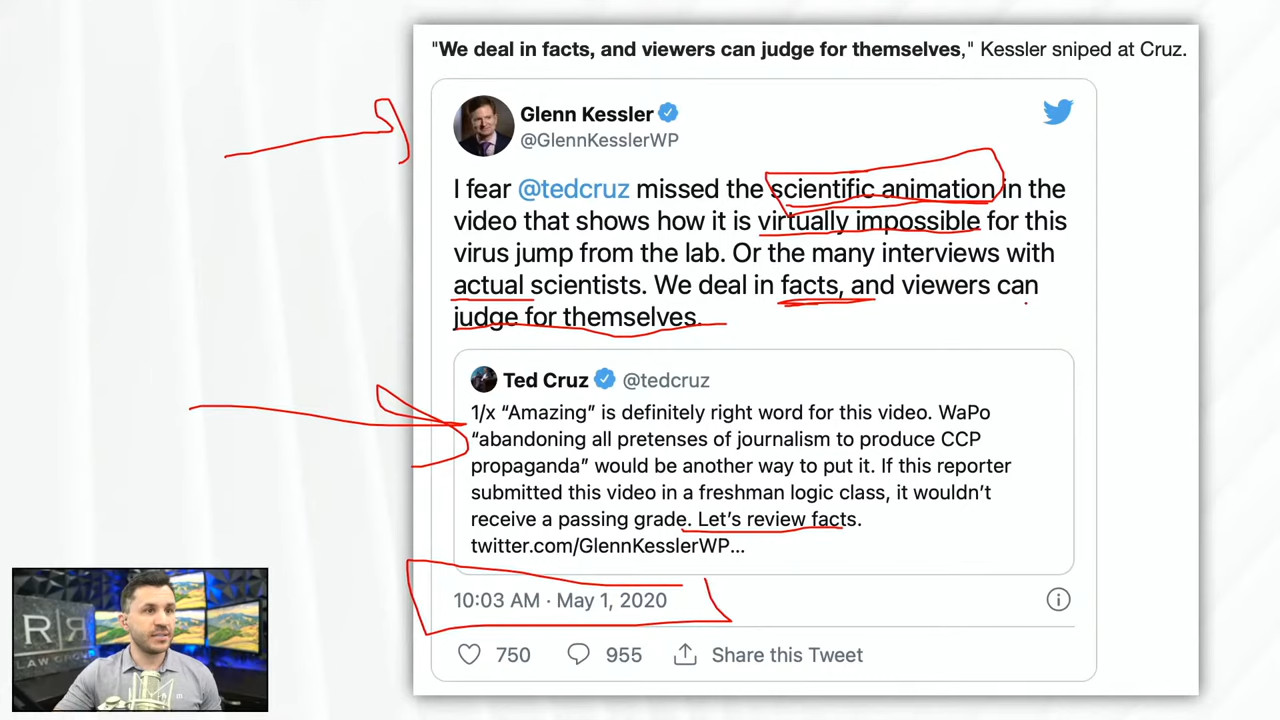 "We deal in facts, and viewers can judge for themselves," Kessler sniped at Cruz.
Glenn Kessler
@GlennKesslerWP
I fear @tedcruz missed the scientific animation in the
video that shows how it is virtually impossible for this
virus jump from the lab. Or the many interviews with
actual scientists. We deal in facts, and viewers can
judge for themselves.
Ted Cruz @tedcruz
1/x “Amazing” is definitely right word for this video. WaPo
“abandoning all pretenses of journalism to produce CCP
propaganda” would be another way to put it. If this reporter
submitted this video in a freshman logic class, it wouldn’t
receive a passing grade. Let’s review facts.
twitter.com/GlennKesslerWP…
10:03 AM · May 1, 2020
750 955 Share this Tweet
R|R
LAW GROUP